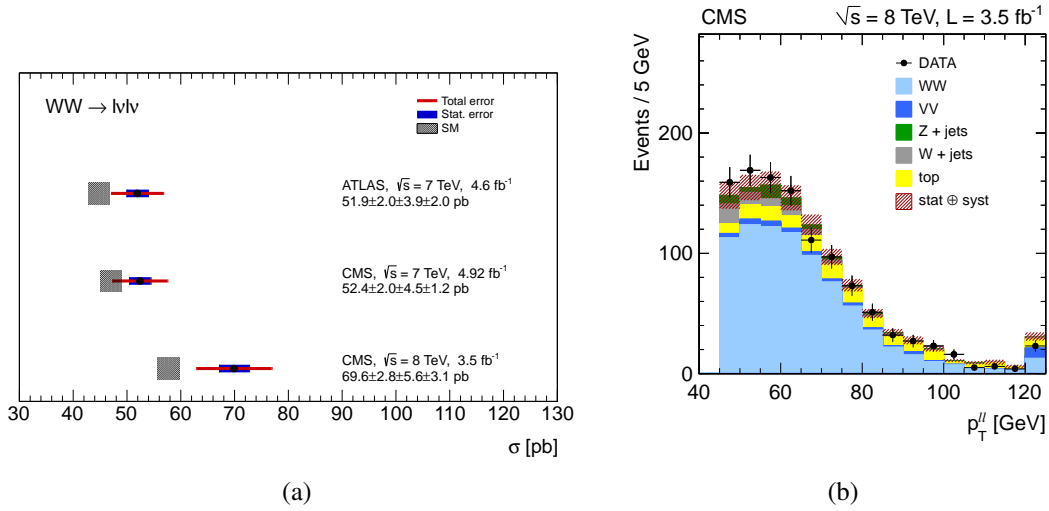 WW → lνlν
Total error
Stat. error
SM
ATLAS, √s = 7 TeV, 4.6 fb⁻¹
51.9±2.0±3.9±2.0 pb
CMS, √s = 7 TeV, 4.92 fb⁻¹
52.4±2.0±4.5±1.2 pb
CMS, √s = 8 TeV, 3.5 fb⁻¹
69.6±2.8±5.6±3.1 pb
30 40 50 60 70 80 90 100 110 120 130
σ [pb]
(a)
CMS √s = 8 TeV, L = 3.5 fb⁻¹
Events / 5 GeV
200
100
0
DATA
WW
VV
Z + jets
W + jets
top
stat ⊕ syst
40 60 80 100 120
p_T^ll [GeV]
(b)